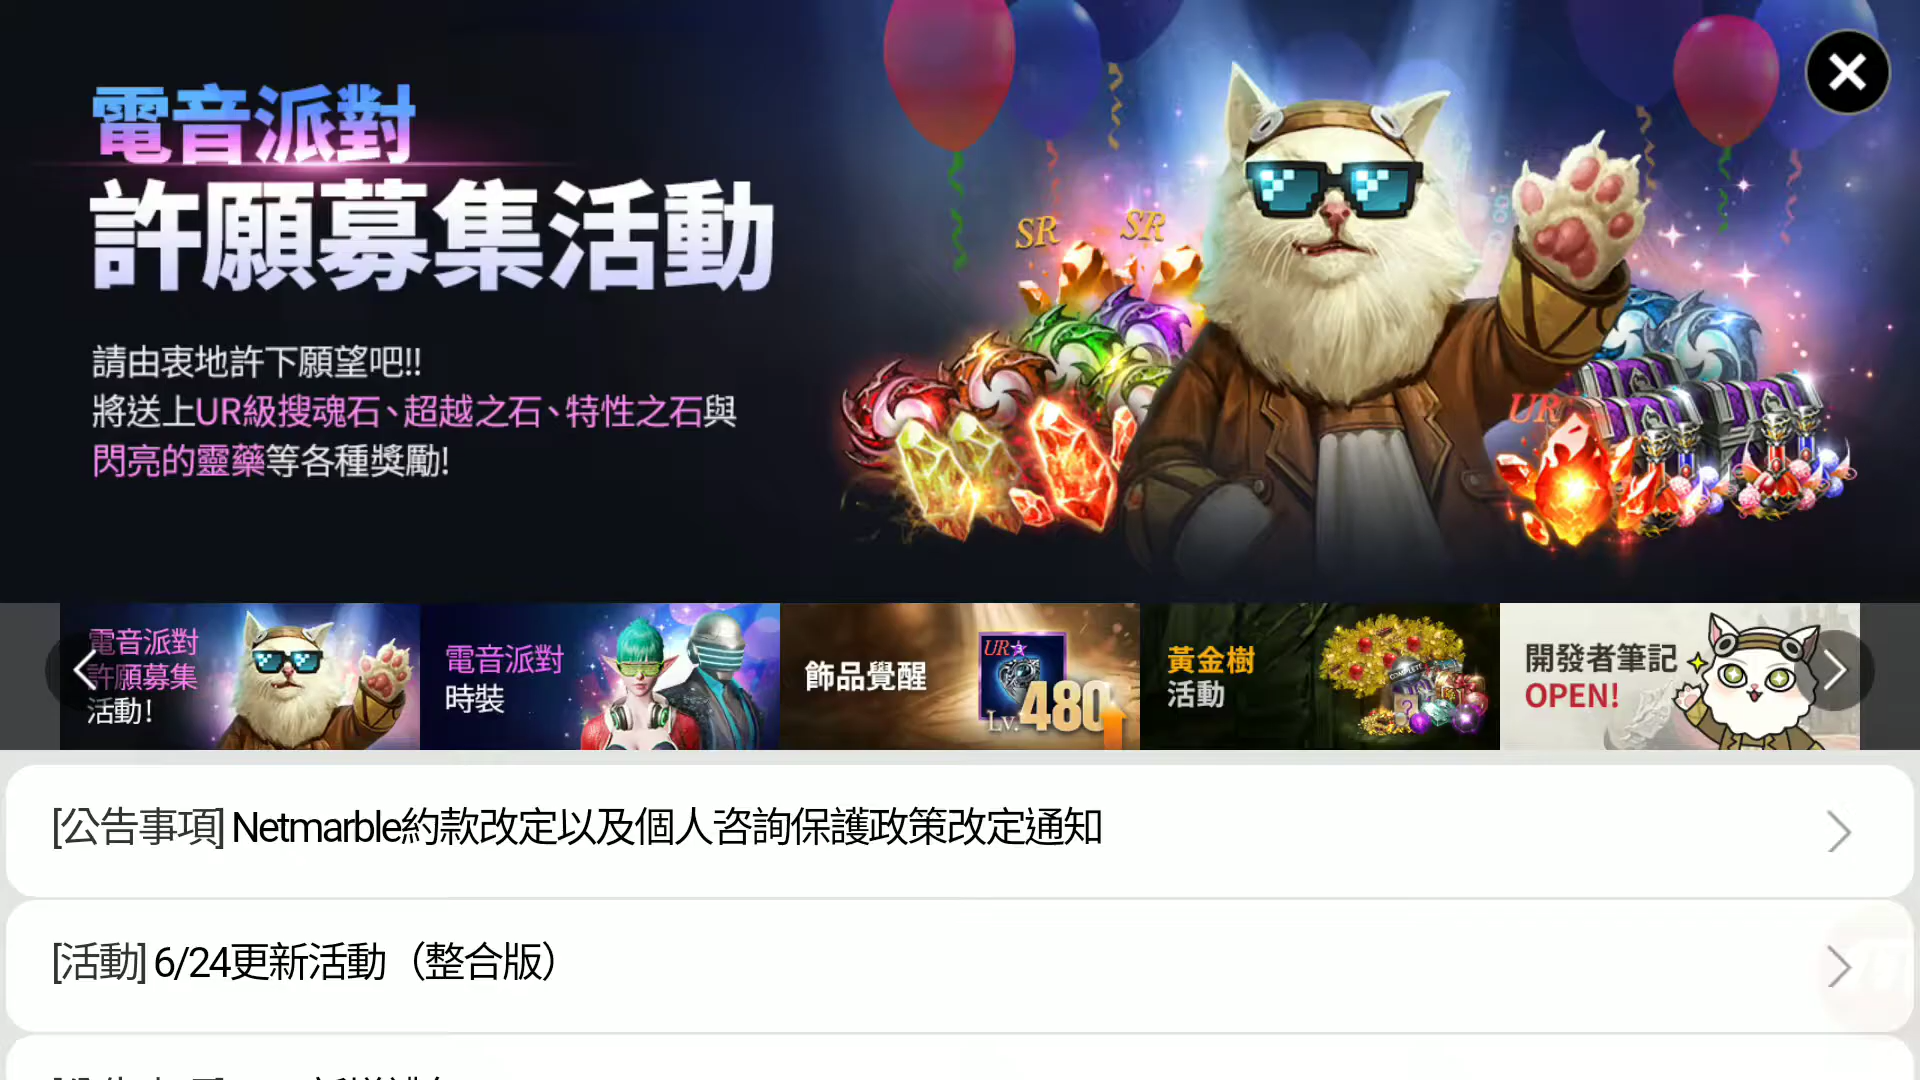 電音派對
許願募集活動
請由衷地許下願望吧!!
將送上UR級搜魂石、超越之石、特性之石與
閃亮的靈藥等各種獎勵!
SR
SR
UR
電音派對
許願募集
活動!
電音派對
時裝
飾品覺醒
UR
Lv.480
黃金樹
活動
COMPLETE
?
開發者筆記
OPEN!
[公告事項] Netmarble約款改定以及個人咨詢保護政策改定通知
[活動] 6/24更新活動（整合版）